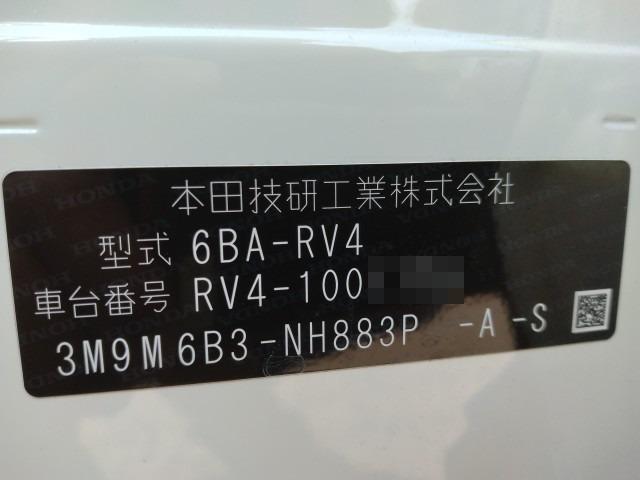 本田技研工業株式会社
型式 6BA-RV4
車台番号 RV4-100
3M9M6B3-NH883P -A-S